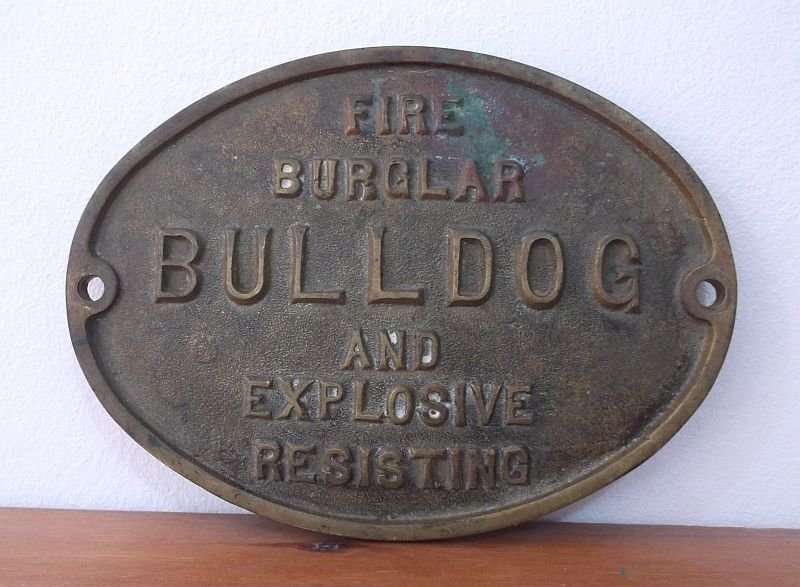 FIRE
BURGLAR
BULLDOG
AND
EXPLOSIVE
RESISTING